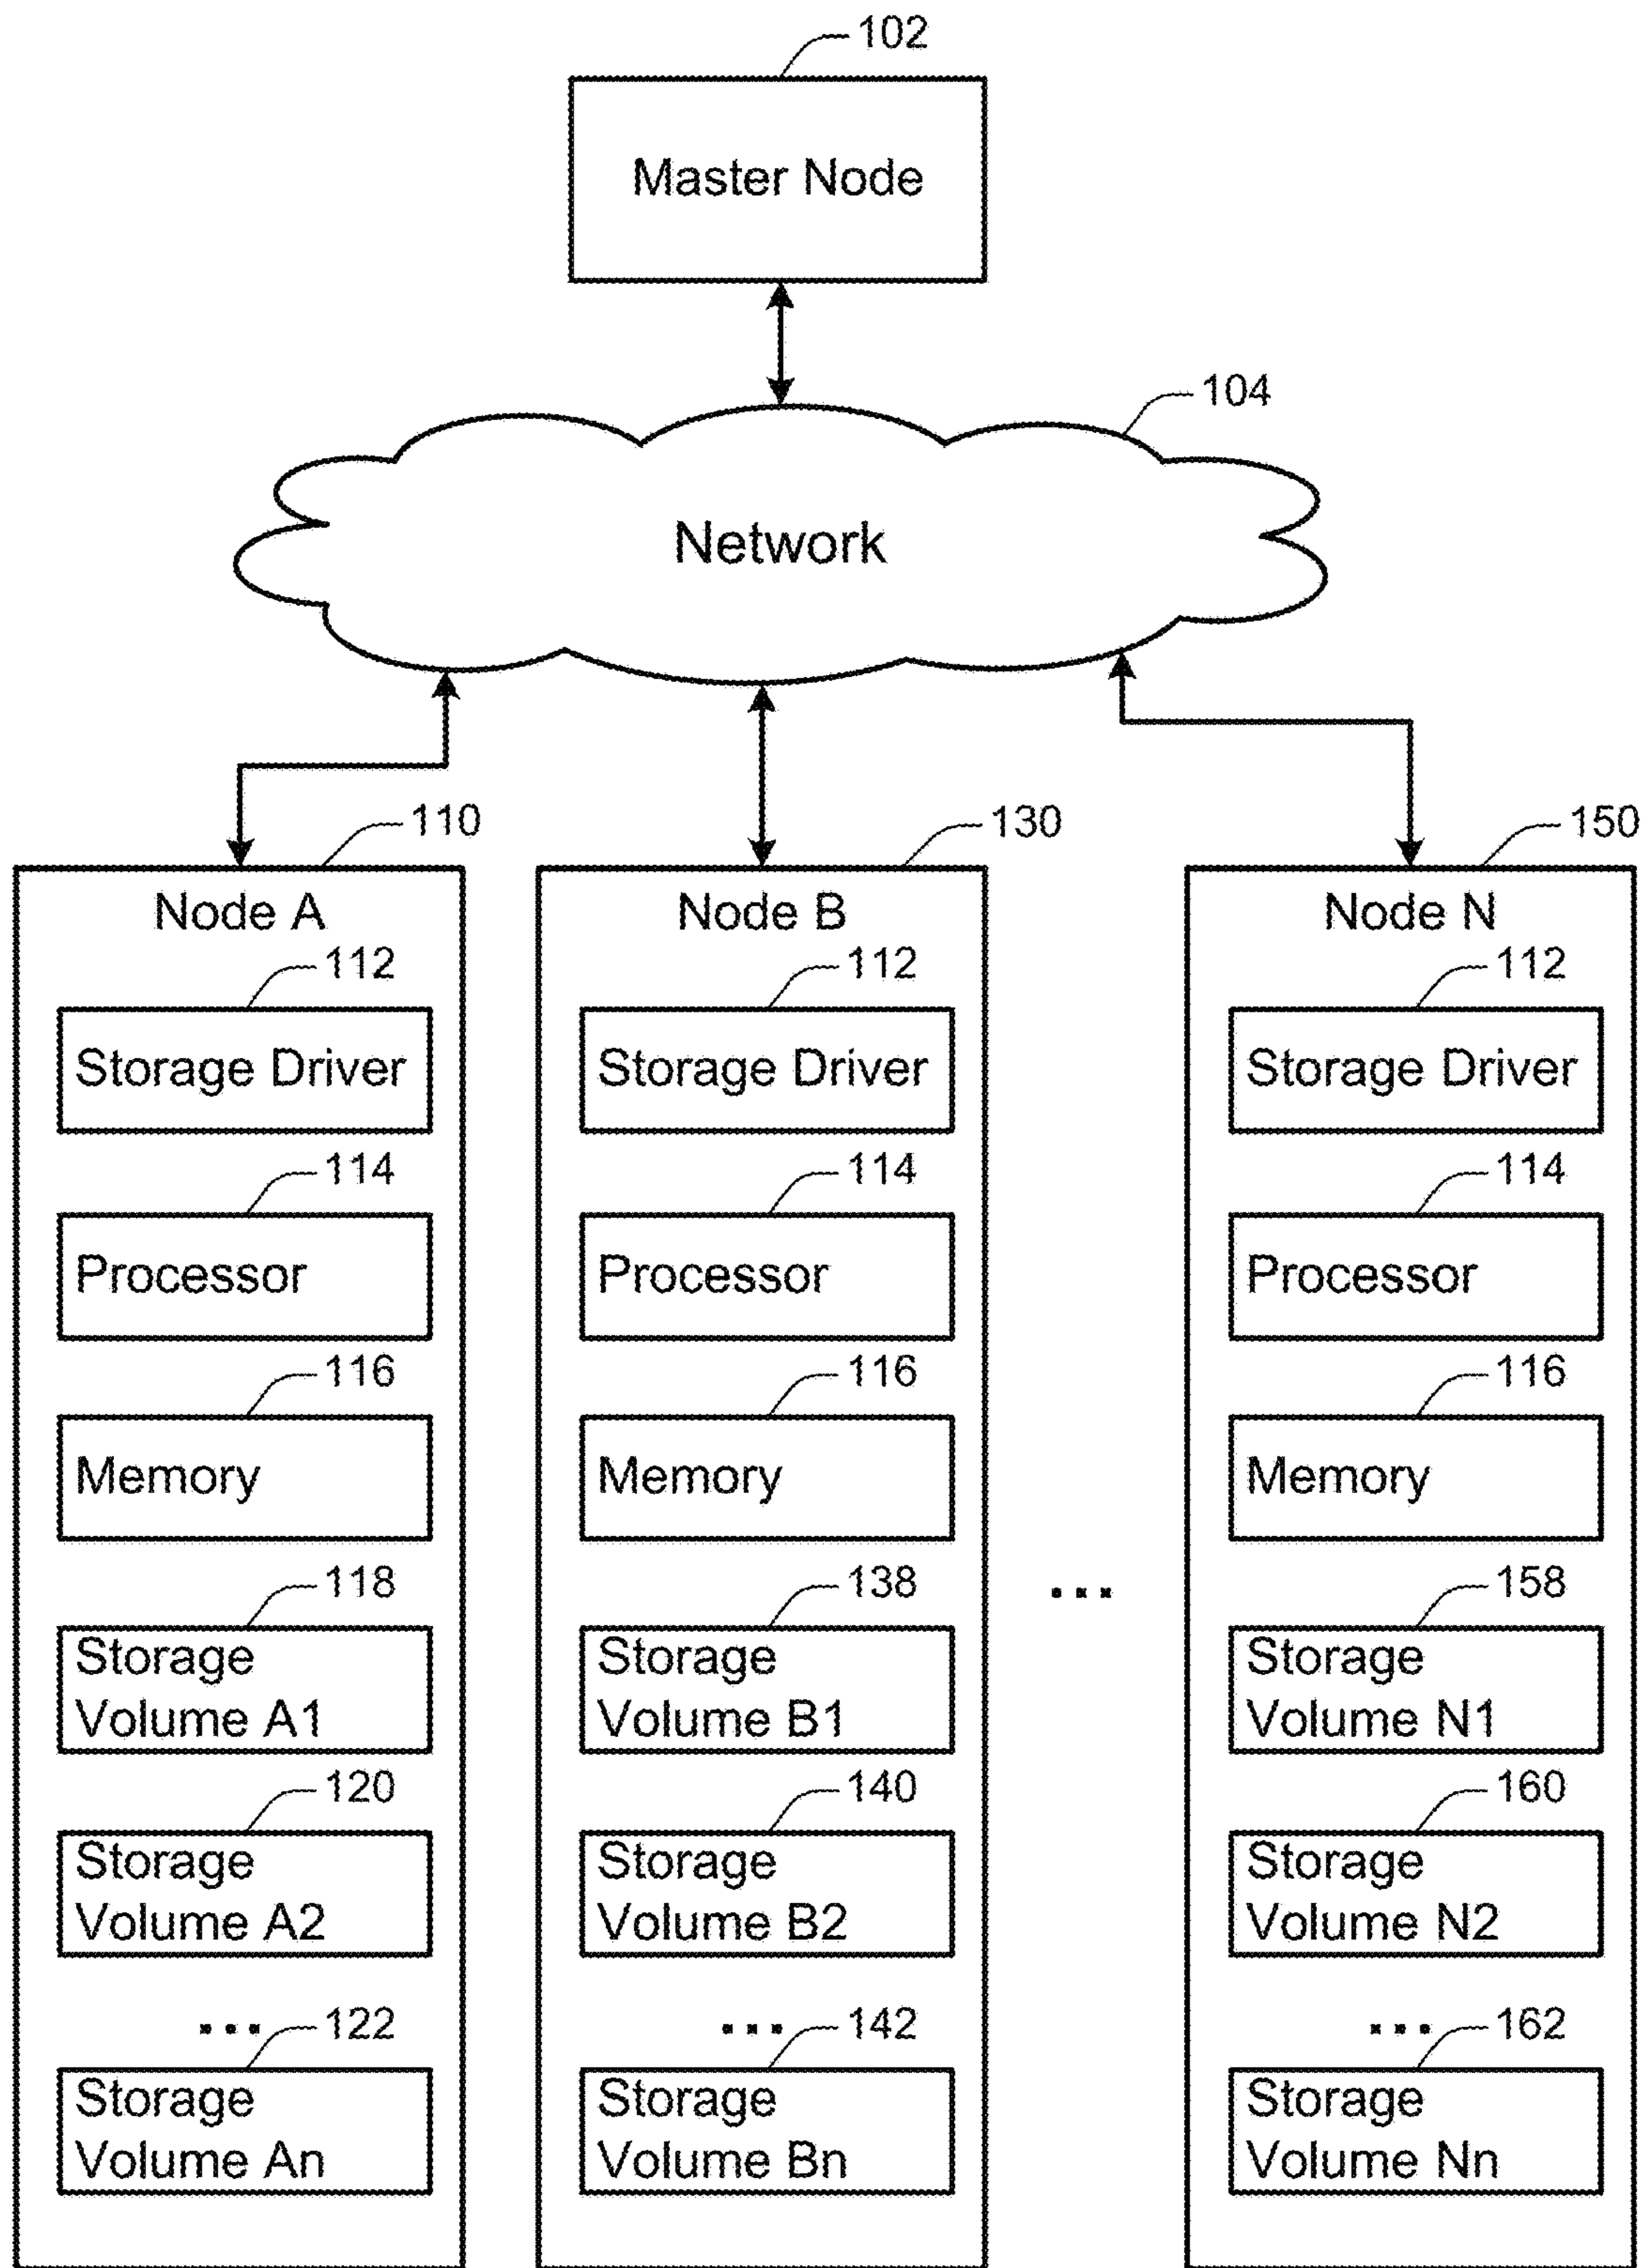 102
Master Node
104
Network
110
Node A
112
Storage Driver
114
Processor
116
Memory
118
Storage
Volume A1
120
Storage
Volume A2
...
122
Storage
Volume An
130
Node B
112
Storage Driver
114
Processor
116
Memory
138
Storage
Volume B1
140
Storage
Volume B2
...
142
Storage
Volume Bn
...
150
Node N
112
Storage Driver
114
Processor
116
Memory
158
Storage
Volume N1
160
Storage
Volume N2
...
162
Storage
Volume Nn